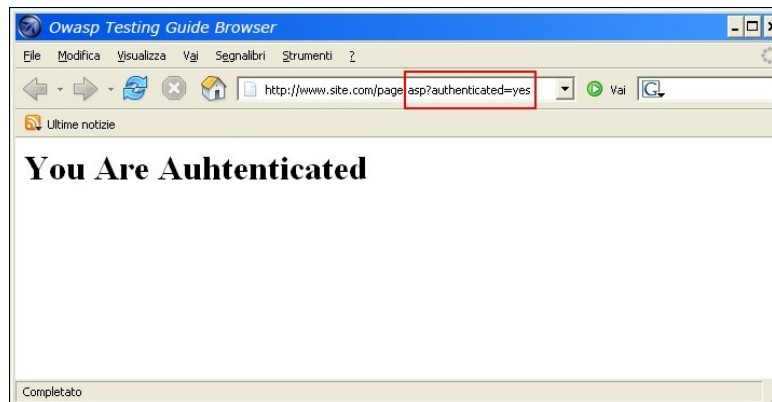 Owasp Testing Guide Browser
File Modifica Visualizza Vai Segnalibri Strumenti ?
http://www.site.com/page.asp?authenticated=yes Vai G
Ultime notizie
You Are Auhtenticated
Completato